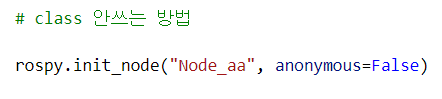 # class 안쓰는 방법
rospy.init_node("Node_aa", anonymous=False)